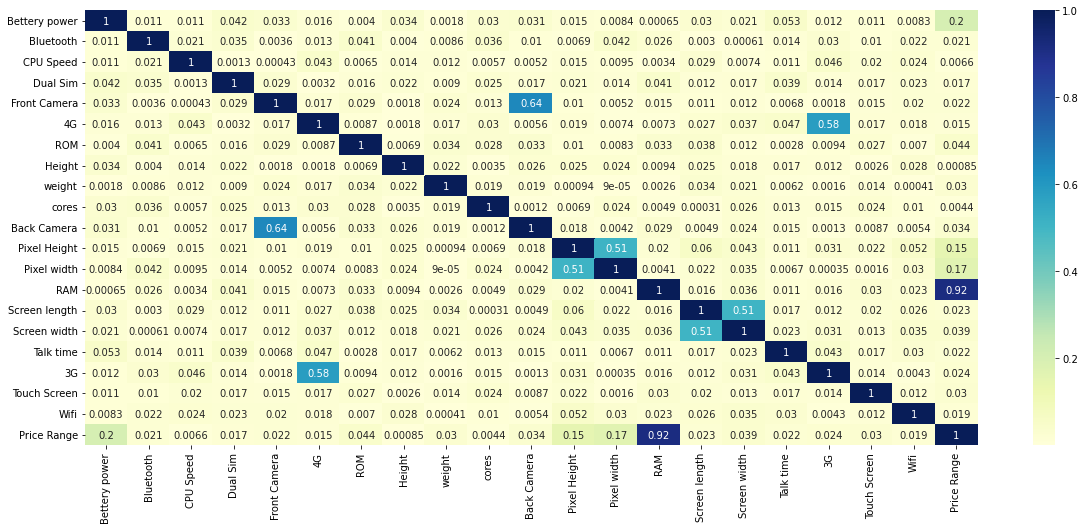 Bettery power 1 0.011 0.011 0.042 0.033 0.016 0.004 0.034 0.0018 0.03 0.031 0.015 0.0084 0.00065 0.03 0.021 0.053 0.012 0.011 0.0083 0.2
Bluetooth 0.011 1 0.021 0.035 0.0036 0.013 0.041 0.004 0.0086 0.036 0.01 0.0069 0.042 0.026 0.003 0.00061 0.014 0.03 0.01 0.022 0.021
CPU Speed 0.011 0.021 1 0.0013 0.00043 0.043 0.0065 0.014 0.012 0.0057 0.0052 0.015 0.0095 0.0034 0.029 0.0074 0.011 0.046 0.02 0.024 0.0066
Dual Sim 0.042 0.035 0.0013 1 0.029 0.0032 0.016 0.022 0.009 0.025 0.017 0.021 0.014 0.041 0.012 0.017 0.039 0.014 0.017 0.023 0.017
Front Camera 0.033 0.0036 0.00043 0.029 1 0.017 0.029 0.0018 0.024 0.013 0.64 0.01 0.0052 0.015 0.011 0.012 0.0068 0.0018 0.015 0.02 0.022
4G 0.016 0.013 0.043 0.0032 0.017 1 0.0087 0.0018 0.017 0.03 0.0056 0.019 0.0074 0.0073 0.027 0.037 0.047 0.58 0.017 0.018 0.015
ROM 0.004 0.041 0.0065 0.016 0.029 0.0087 1 0.0069 0.034 0.028 0.033 0.01 0.0083 0.033 0.038 0.012 0.0028 0.0094 0.027 0.007 0.044
Height 0.034 0.004 0.014 0.022 0.0018 0.0018 0.0069 1 0.022 0.0035 0.026 0.025 0.024 0.0094 0.025 0.018 0.017 0.012 0.0026 0.028 0.00085
weight 0.0018 0.0086 0.012 0.009 0.024 0.017 0.034 0.022 1 0.019 0.019 0.00094 9e-05 0.0026 0.034 0.021 0.0062 0.0016 0.014 0.00041 0.03
cores 0.03 0.036 0.0057 0.025 0.013 0.03 0.028 0.0035 0.019 1 0.0012 0.0069 0.024 0.0049 0.00031 0.026 0.013 0.015 0.024 0.01 0.0044
Back Camera 0.031 0.01 0.0052 0.017 0.64 0.0056 0.033 0.026 0.019 0.0012 1 0.018 0.0042 0.029 0.0049 0.024 0.015 0.0013 0.0087 0.0054 0.034
Pixel Height 0.015 0.0069 0.015 0.021 0.01 0.019 0.01 0.025 0.00094 0.0069 0.018 1 0.51 0.02 0.06 0.043 0.011 0.031 0.022 0.052 0.15
Pixel width 0.0084 0.042 0.0095 0.014 0.0052 0.0074 0.0083 0.024 9e-05 0.024 0.0042 0.51 1 0.0041 0.022 0.035 0.0067 0.00035 0.0016 0.03 0.17
RAM 0.00065 0.026 0.0034 0.041 0.015 0.0073 0.033 0.0094 0.0026 0.0049 0.029 0.02 0.0041 1 0.016 0.036 0.011 0.016 0.03 0.023 0.92
Screen length 0.03 0.003 0.029 0.012 0.011 0.027 0.038 0.025 0.034 0.00031 0.0049 0.06 0.022 0.016 1 0.51 0.017 0.012 0.02 0.026 0.023
Screen width 0.021 0.00061 0.0074 0.017 0.012 0.037 0.012 0.018 0.021 0.026 0.024 0.043 0.035 0.036 0.51 1 0.023 0.031 0.013 0.035 0.039
Talk time 0.053 0.014 0.011 0.039 0.0068 0.047 0.0028 0.017 0.0062 0.013 0.015 0.011 0.0067 0.011 0.017 0.023 1 0.043 0.017 0.03 0.022
3G 0.012 0.03 0.046 0.014 0.0018 0.58 0.0094 0.012 0.0016 0.015 0.0013 0.031 0.00035 0.016 0.012 0.031 0.043 1 0.014 0.0043 0.024
Touch Screen 0.011 0.01 0.02 0.017 0.015 0.017 0.027 0.0026 0.014 0.024 0.0087 0.022 0.0016 0.03 0.02 0.013 0.017 0.014 1 0.012 0.03
Wifi 0.0083 0.022 0.024 0.023 0.02 0.018 0.007 0.028 0.00041 0.01 0.0054 0.052 0.03 0.023 0.026 0.035 0.03 0.0043 0.012 1 0.019
Price Range 0.2 0.021 0.0066 0.017 0.022 0.015 0.044 0.00085 0.03 0.0044 0.034 0.15 0.17 0.92 0.023 0.039 0.022 0.024 0.03 0.019 1
Bettery power
Bluetooth
CPU Speed
Dual Sim
Front Camera
4G
ROM
Height
weight
cores
Back Camera
Pixel Height
Pixel width
RAM
Screen length
Screen width
Talk time
3G
Touch Screen
Wifi
Price Range
1.0
0.8
0.6
0.4
0.2